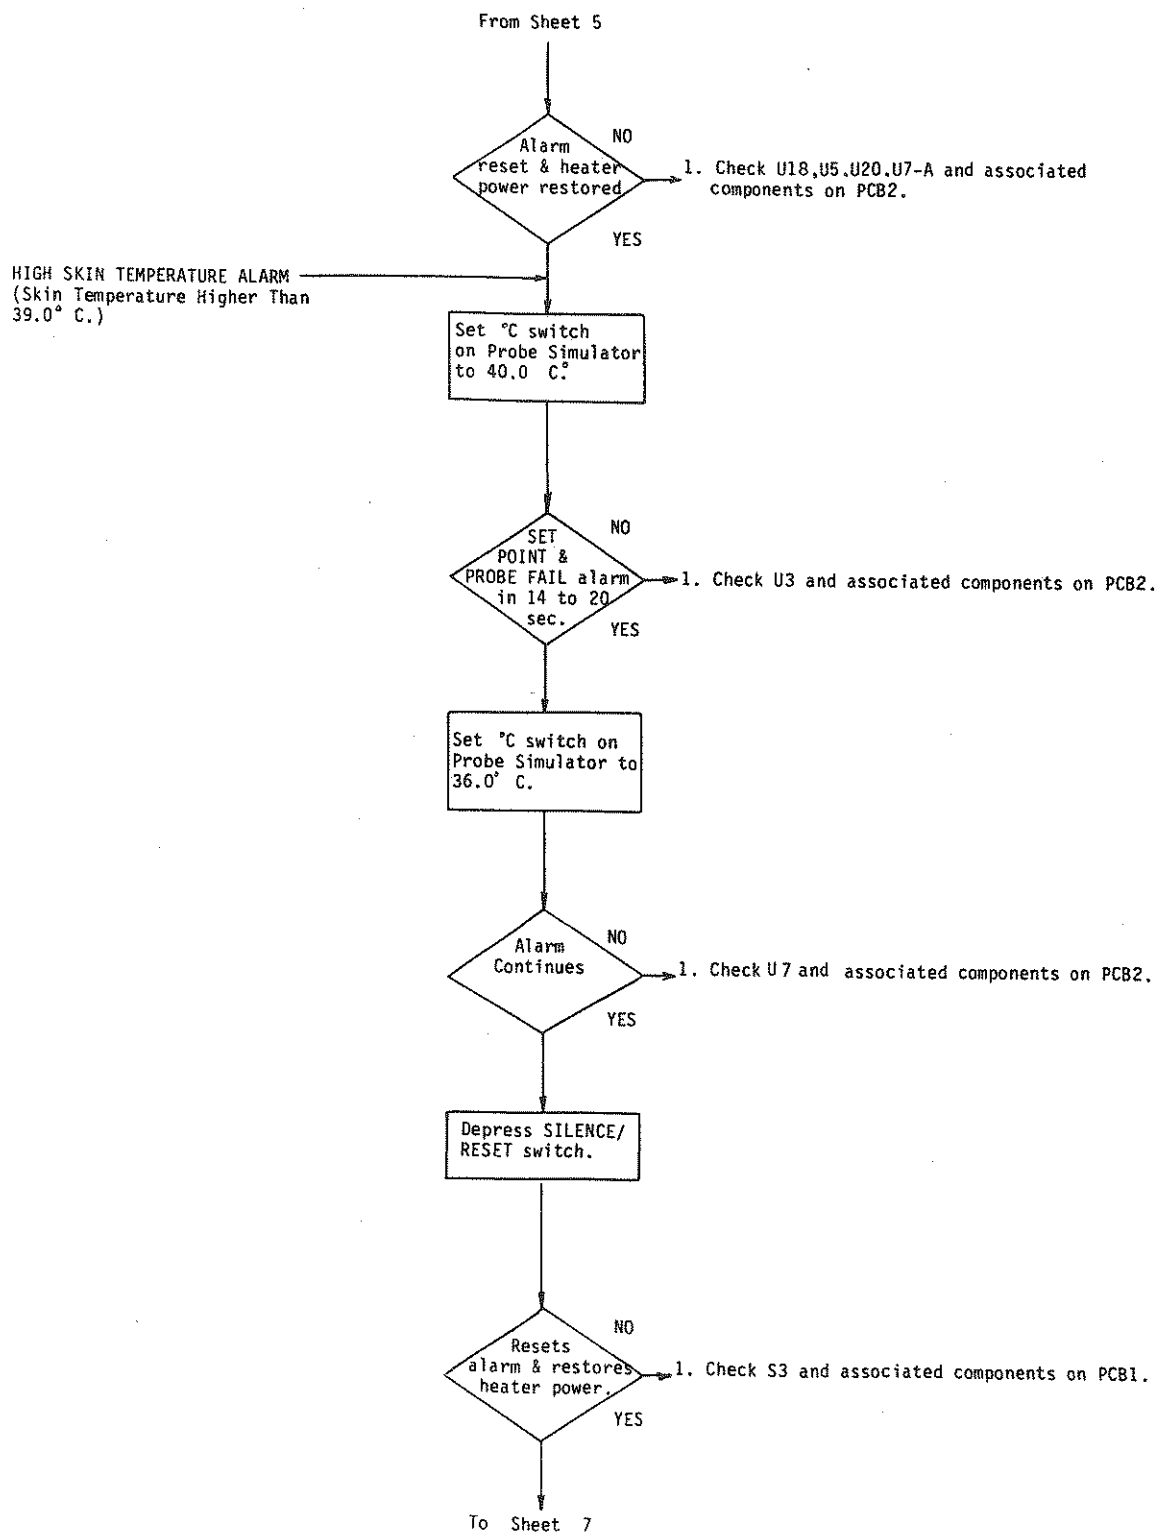 From Sheet 5
NO
Alarm
reset & heater
power restored
1. Check U18,U5.U20.U7-A and associated
components on PCB2.
YES
HIGH SKIN TEMPERATURE ALARM
(Skin Temperature Higher Than
39.0° C.)
Set °C switch
on Probe Simulator
to 40.0 C.°
NO
SET
POINT &
PROBE FAIL alarm
in 14 to 20
sec.
1. Check U3 and associated components on PCB2.
YES
Set °C switch on
Probe Simulator to
36.0° C.
NO
Alarm
Continues
1. Check U7 and associated components on PCB2.
YES
Depress SILENCE/
RESET switch.
NO
Resets
alarm & restores
heater power.
1. Check S3 and associated components on PCB1.
YES
To Sheet 7